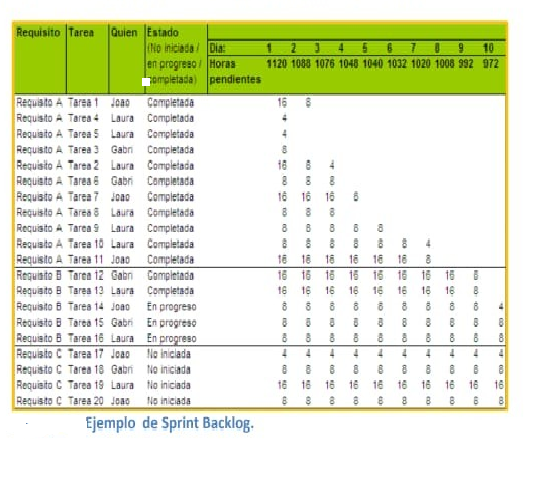 Requisito Tarea Quien Estado
(No iniciada / Dia: 1 2 3 4 5 6 7 8 9 10
en progreso / Horas 1120 1088 1076 1048 1040 1032 1020 1008 992 972
completada) pendientes
Requisito A Tarea 1 Joao Completada 16 8
Requisito A Tarea 4 Laura Completada 4
Requisito A Tarea 5 Laura Completada 4
Requisito A Tarea 3 Gabri Completada 8
Requisito A Tarea 2 Laura Completada 16 8 4
Requisito A Tarea 6 Gabri Completada 8 8 8
Requisito A Tarea 7 Joao Completada 16 16 16 8
Requisito A Tarea 8 Laura Completada 8 8 8
Requisito A Tarea 9 Laura Completada 8 8 8 8 8
Requisito A Tarea 10 Laura Completada 8 8 8 8 8 8 4
Requisito A Tarea 11 Joao Completada 16 16 16 16 16 16 8
Requisito B Tarea 12 Gabri Completada 16 16 16 16 16 16 16 16 8
Requisito B Tarea 13 Laura Completada 16 16 16 16 16 16 16 16 8
Requisito B Tarea 14 Joao En progreso 8 8 8 8 8 8 8 8 8 4
Requisito B Tarea 15 Gabri En progreso 8 8 8 8 8 8 8 8 8 8
Requisito B Tarea 16 Laura En progreso 8 8 8 8 8 8 8 8 8 8
Requisito C Tarea 17 Joao No iniciada 4 4 4 4 4 4 4 4 4 4
Requisito C Tarea 18 Gabri No iniciada 8 8 8 8 8 8 8 8 8 8
Requisito C Tarea 19 Laura No iniciada 16 16 16 16 16 16 16 16 16 16
Requisito C Tarea 20 Joao No iniciada 8 8 8 8 8 8 8 8 8 8
Ejemplo de Sprint Backlog.